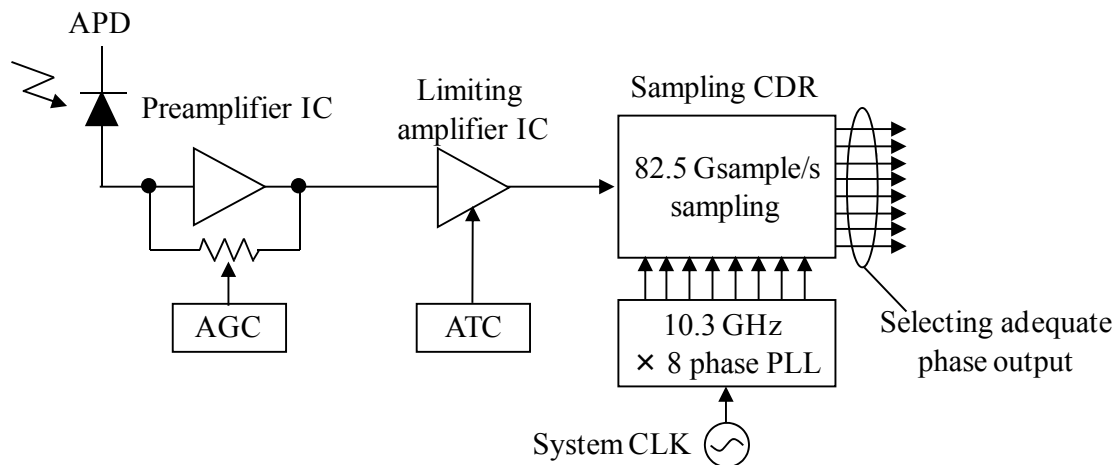 APD
Preamplifier IC
Limiting
amplifier IC
Sampling CDR
82.5 Gsample/s
sampling
AGC
ATC
10.3 GHz
× 8 phase PLL
Selecting adequate
phase output
System CLK